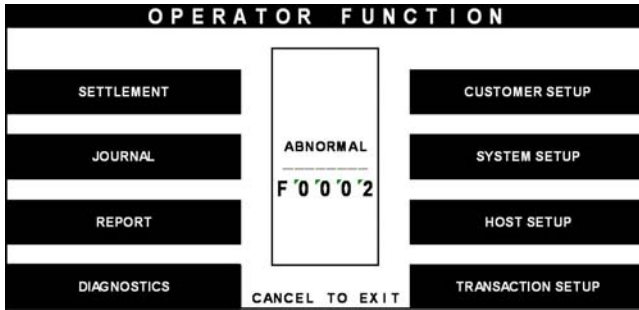 OPERATOR FUNCTION
SETTLEMENT
CUSTOMER SETUP
JOURNAL
ABNORMAL
SYSTEM SETUP
F0002
REPORT
HOST SETUP
DIAGNOSTICS
CANCEL TO EXIT
TRANSACTION SETUP